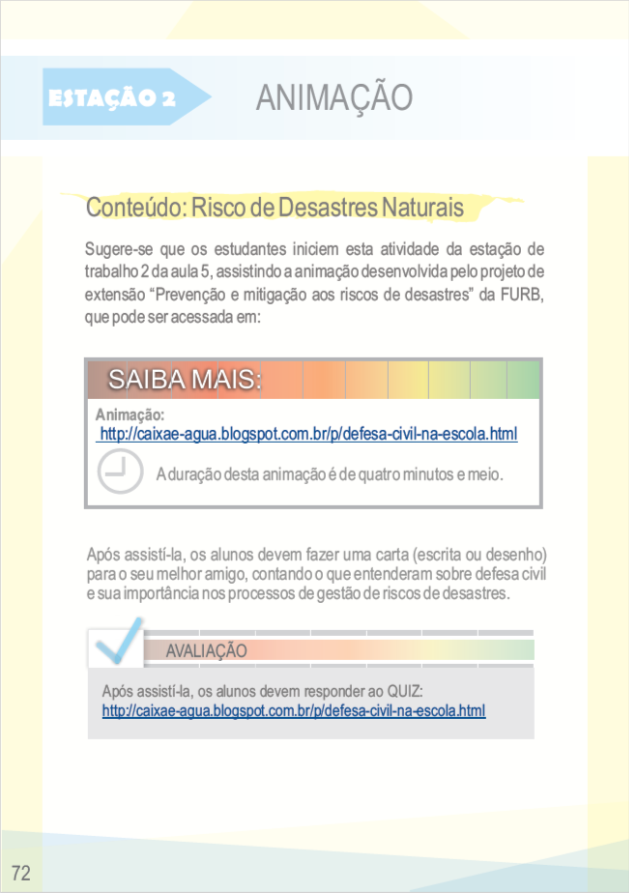 ESTAÇÃO 2
ANIMAÇÃO
Conteúdo: Risco de Desastres Naturais
Sugere-se que os estudantes iniciem esta atividade da estação de
trabalho 2 da aula 5, assistindo a animação desenvolvida pelo projeto de
extensão “Prevenção e mitigação aos riscos de desastres” da FURB,
que pode ser acessada em:
SAIBA MAIS:
Animação:
http://caixae-agua.blogspot.com.br/p/defesa-civil-na-escola.html
A duração desta animação é de quatro minutos e meio.
Após assistí-la, os alunos devem fazer uma carta (escrita ou desenho)
para o seu melhor amigo, contando o que entenderam sobre defesa civil
e sua importância nos processos de gestão de riscos de desastres.
AVALIAÇÃO
Após assistí-la, os alunos devem responder ao QUIZ:
http://caixae-agua.blogspot.com.br/p/defesa-civil-na-escola.html
72